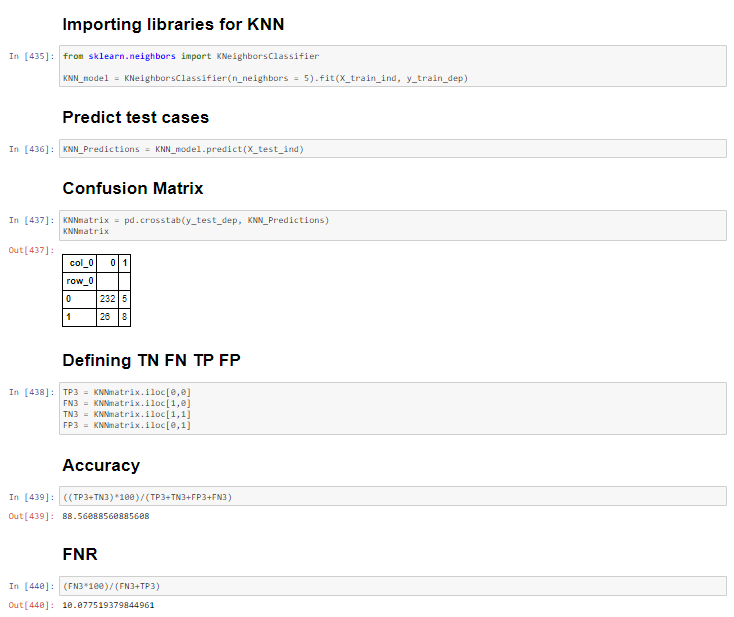 Importing libraries for KNN
In [435]: from sklearn.neighbors import KNeighborsClassifier
KNN_model = KNeighborsClassifier(n_neighbors = 5).fit(X_train_ind, y_train_dep)
Predict test cases
In [436]: KNN_Predictions = KNN_model.predict(X_test_ind)
Confusion Matrix
In [437]: KNNmatrix = pd.crosstab(y_test_dep, KNN_Predictions)
KNNmatrix
Out[437]:
col_0 0 1
row_0
0 232 5
1 26 8
Defining TN FN TP FP
In [438]: TP3 = KNNmatrix.iloc[0,0]
FN3 = KNNmatrix.iloc[1,0]
TN3 = KNNmatrix.iloc[1,1]
FP3 = KNNmatrix.iloc[0,1]
Accuracy
In [439]: ((TP3+TN3)*100)/(TP3+TN3+FP3+FN3)
Out[439]: 88.56088560885608
FNR
In [440]: (FN3*100)/(FN3+TP3)
Out[440]: 10.077519379844961